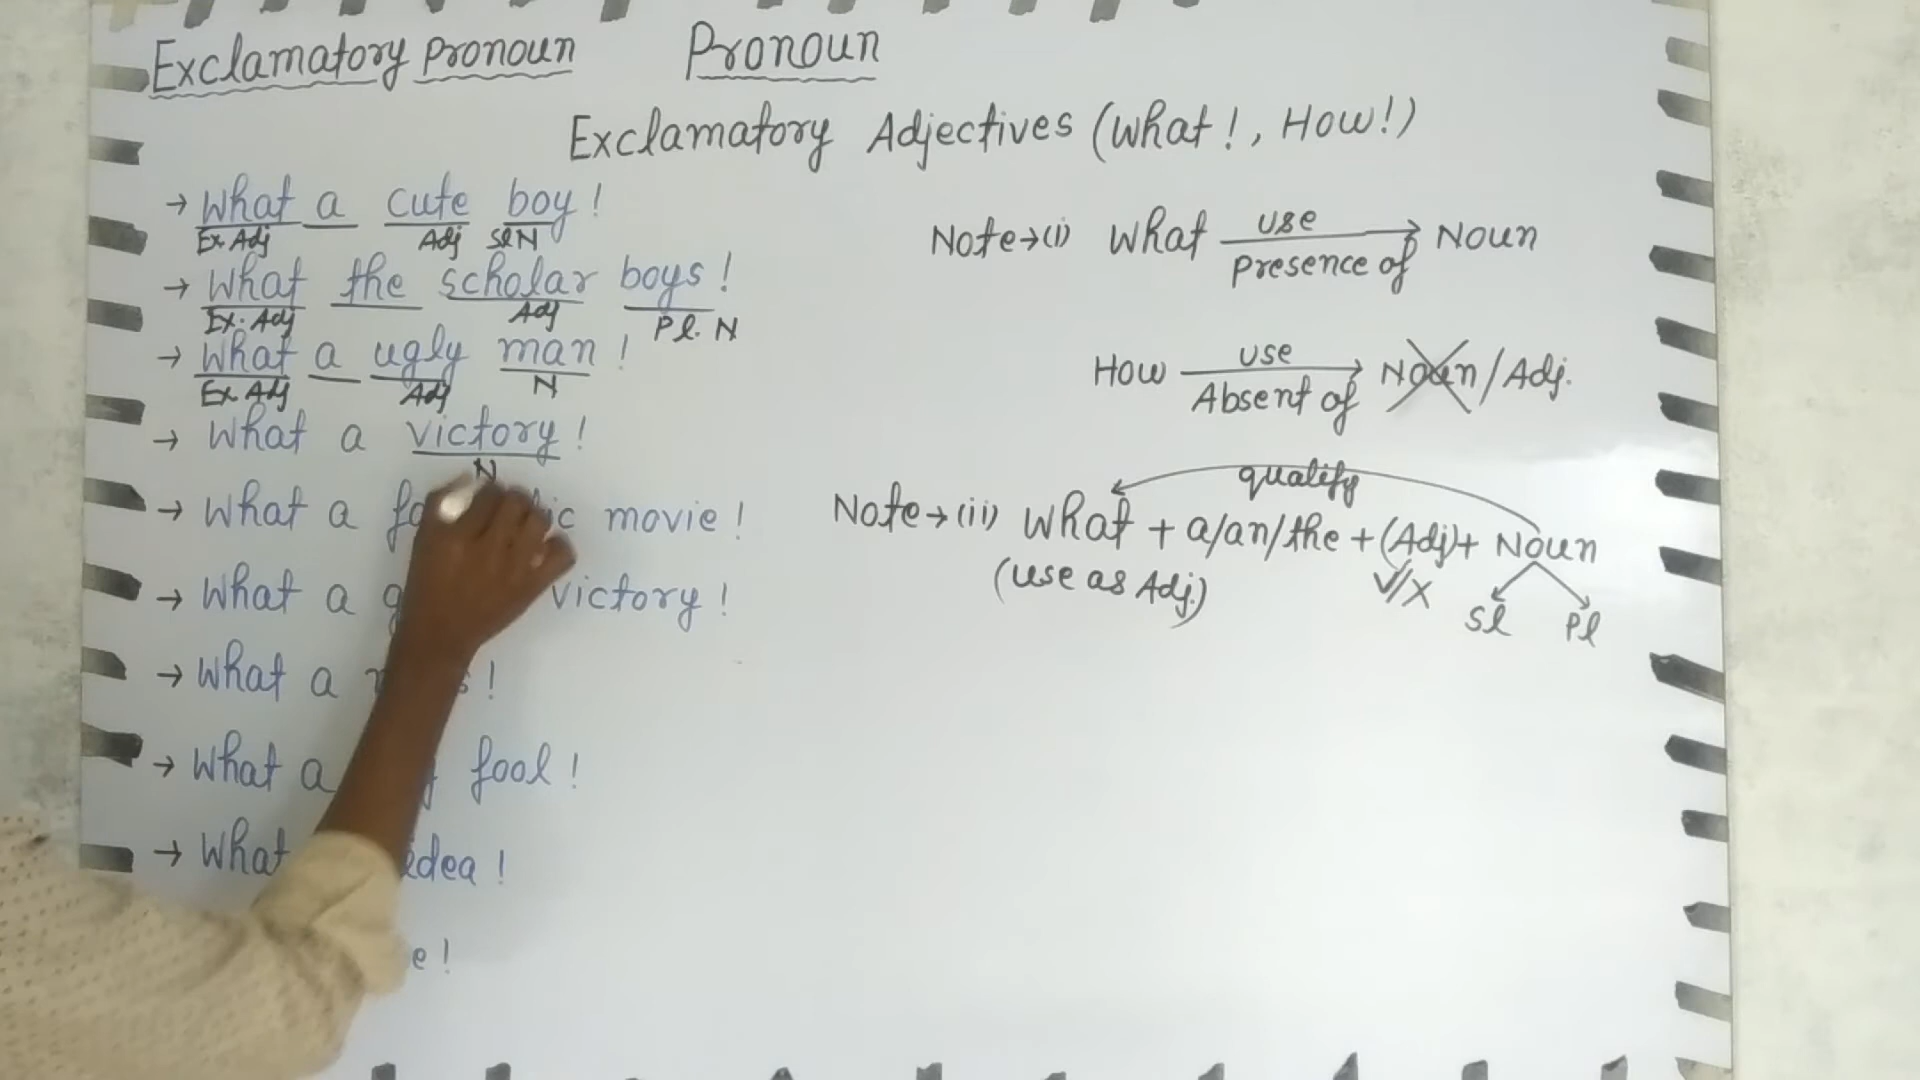 Exclamatory Pronoun
Pronoun
Exclamatory Adjectives (What!, How!)
→ What a cute boy!
Ex Adj Adj Sl N
→ What the scholar boys!
Ex. Adj Adj Pl. N
→ What a ugly man!
Ex Adj Adj N
→ What a victory!
N
→ What a movie!
→ What a victory!
→ What a !
→ What a fool!
→ What idea!
Note→(i) What use Noun
Presence of
How use Noun/Adj.
Absent of
qualify
Note→(ii) What + a/an/the + (Adj)+ Noun
(use as Adj.) √/X Sl Pl